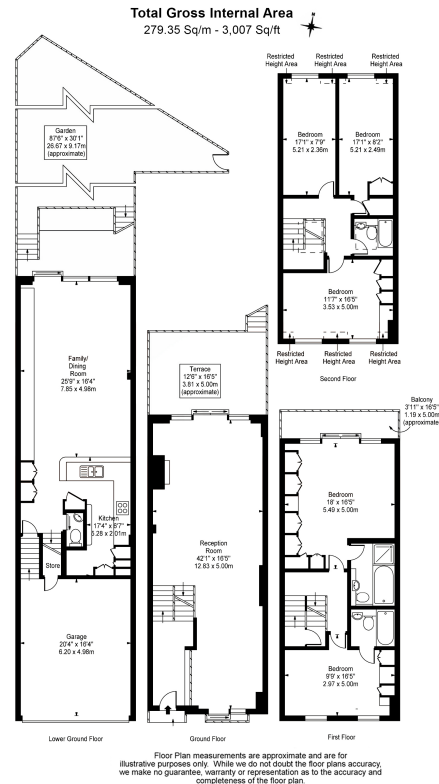 Total Gross Internal Area
279.35 Sq/m - 3,007 Sq/ft
Restricted
Height Area
Restricted
Height Area
Restricted
Height Area
Bedroom
17'1" x 7'9"
5.21 x 2.36m
Bedroom
17'1" x 8'2"
5.21 x 2.49m
Bedroom
11'7" x 16'5"
3.53 x 5.00m
Restricted
Height Area
Restricted
Height Area
Restricted
Height Area
Second Floor
Garden
87'6" x 30'1"
26.67 x 9.17m
(approximate)
Family/
Dining
Room
25'9" x 16'4"
7.85 x 4.98m
Kitchen
17'4" x 6'7"
5.28 x 2.01m
Store
Garage
20'4" x 16'4"
6.20 x 4.98m
Lower Ground Floor
Terrace
12'6" x 16'5"
3.81 x 5.00m
(approximate)
Reception
Room
42'1" x 16'5"
12.83 x 5.00m
Ground Floor
Balcony
3'11" x 16'5"
1.19 x 5.00m
(approximate
Bedroom
18' x 16'5"
5.49 x 5.00m
Bedroom
9'9" x 16'5"
2.97 x 5.00m
First Floor
Floor Plan measurements are approximate and are for
illustrative purposes only. While we do not doubt the floor plans accuracy,
we make no guarantee, warranty or representation as to the accuracy and
completeness of the floor plan.